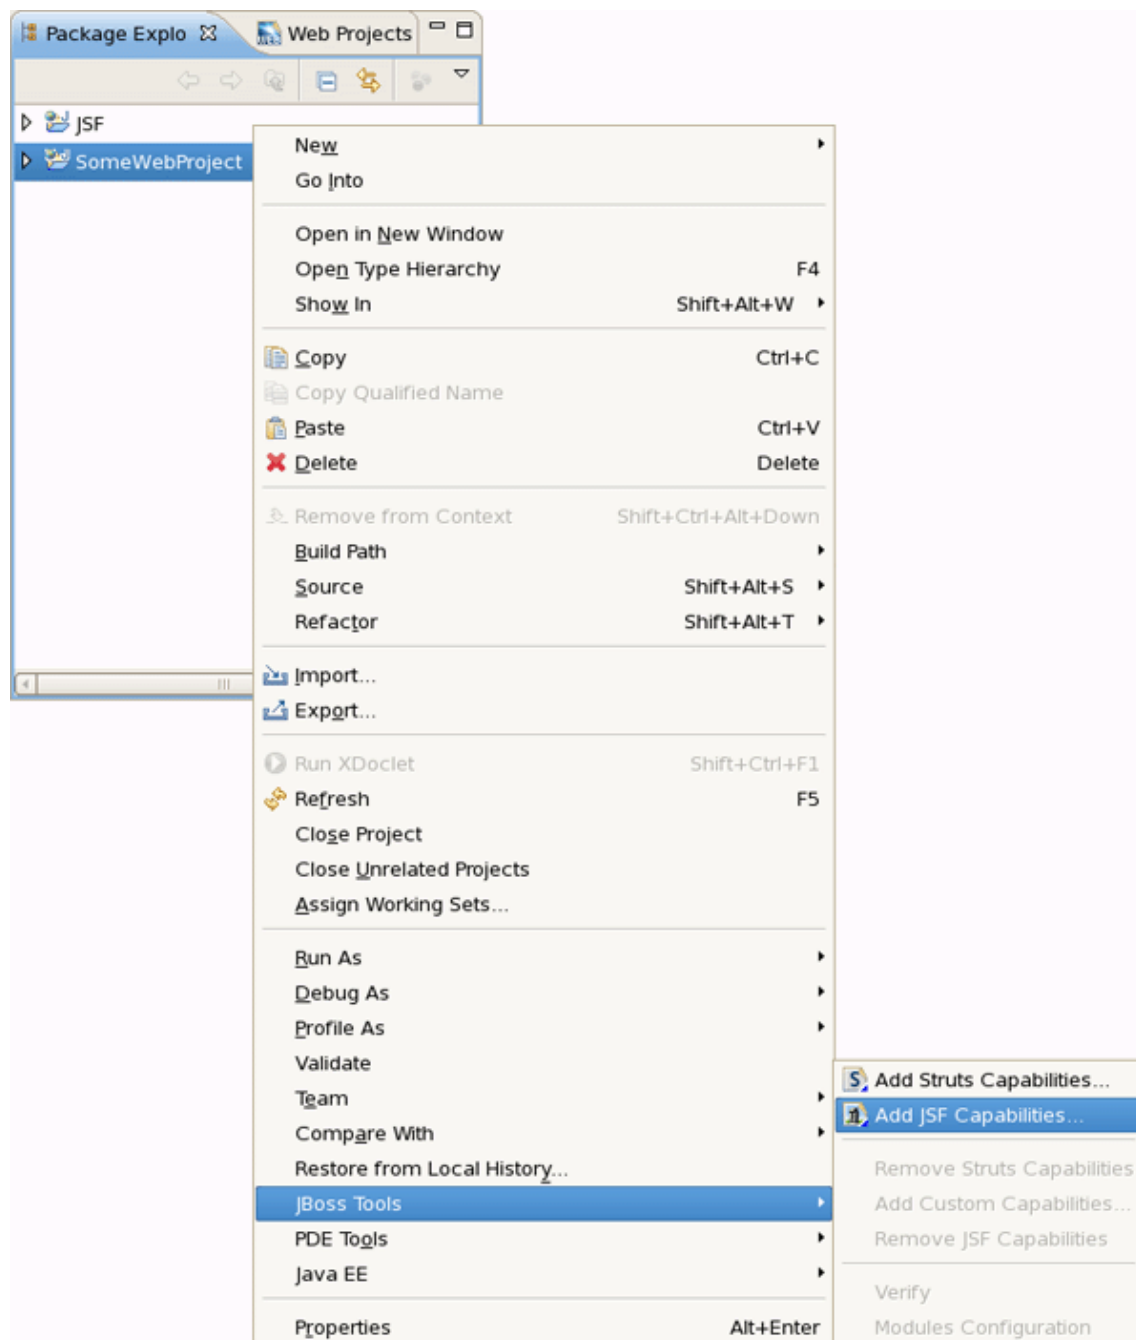 Package Explo
Web Projects
JSF
SomeWebProject
New
Go Into
Open in New Window
Open Type Hierarchy F4
Show In Shift+Alt+W
Copy Ctrl+C
Copy Qualified Name
Paste Ctrl+V
Delete Delete
Remove from Context Shift+Ctrl+Alt+Down
Build Path
Source Shift+Alt+S
Refactor Shift+Alt+T
Import...
Export...
Run XDoclet Shift+Ctrl+F1
Refresh F5
Close Project
Close Unrelated Projects
Assign Working Sets...
Run As
Debug As
Profile As
Validate
Team
Compare With
Restore from Local History...
JBoss Tools
PDE Tools
Java EE
Properties Alt+Enter
Add Struts Capabilities...
Add JSF Capabilities...
Remove Struts Capabilities
Add Custom Capabilities...
Remove JSF Capabilities
Verify
Modules Configuration